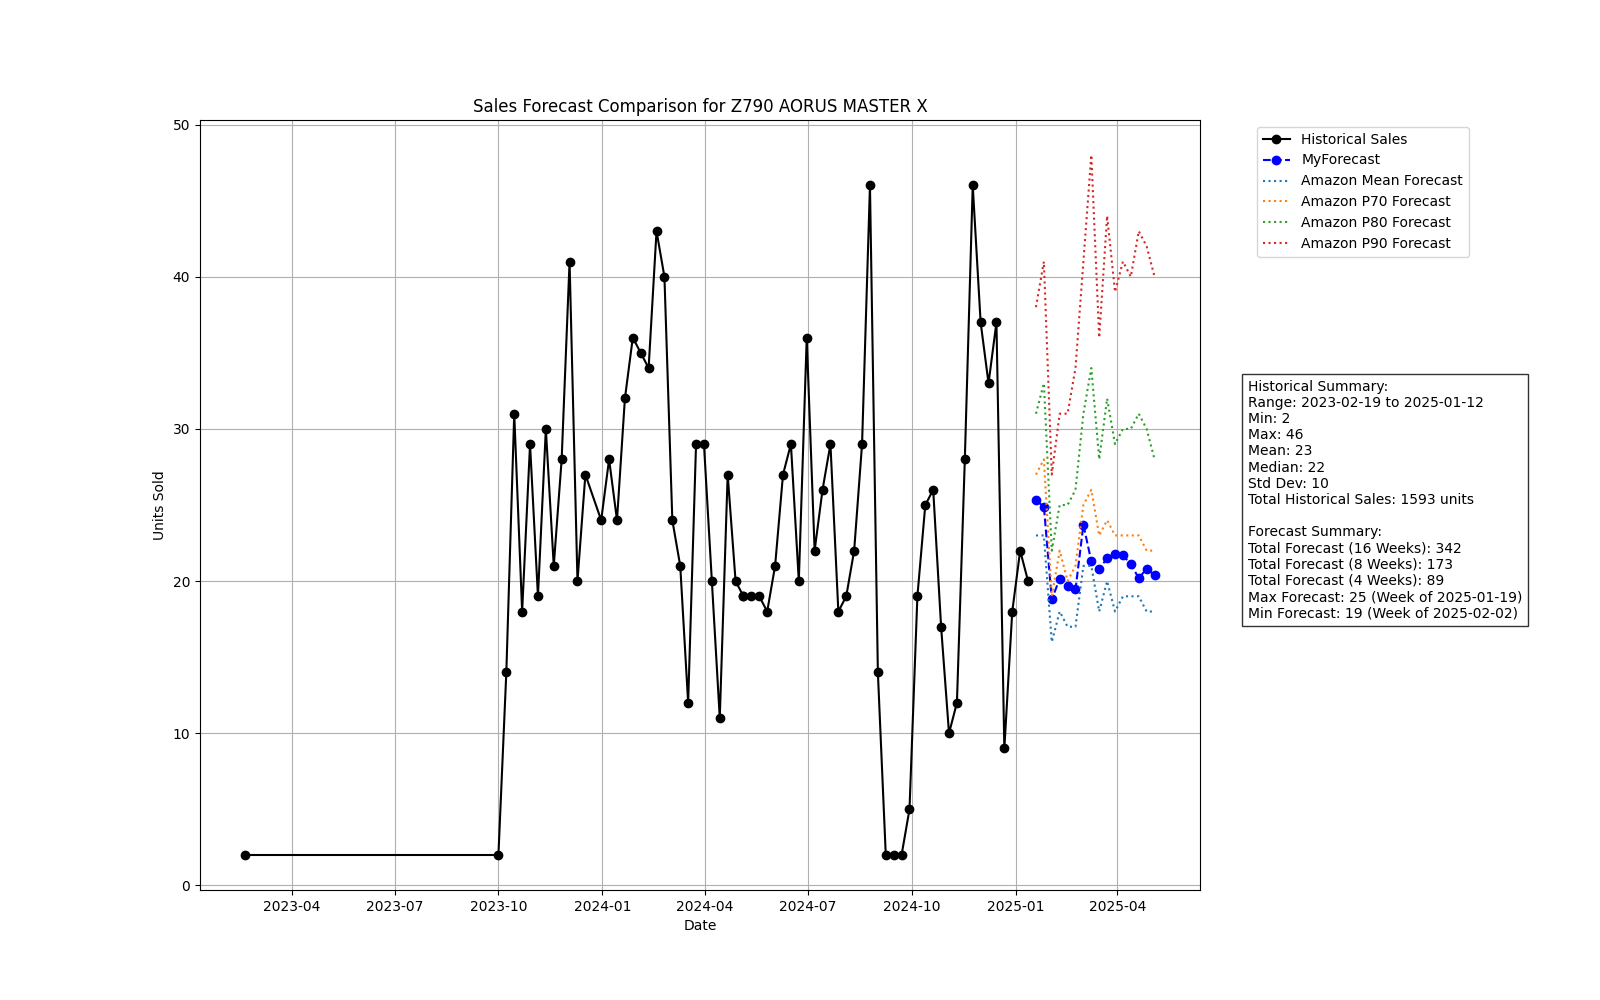 Sales Forecast Comparison for Z790 AORUS MASTER X
50
40
30
20
10
0
Units Sold
2023-04
2023-07
2023-10
2024-01
2024-04
2024-07
2024-10
2025-01
2025-04
Date
Historical Sales
MyForecast
Amazon Mean Forecast
Amazon P70 Forecast
Amazon P80 Forecast
Amazon P90 Forecast
Historical Summary:
Range: 2023-02-19 to 2025-01-12
Min: 2
Max: 46
Mean: 23
Median: 22
Std Dev: 10
Total Historical Sales: 1593 units
Forecast Summary:
Total Forecast (16 Weeks): 342
Total Forecast (8 Weeks): 173
Total Forecast (4 Weeks): 89
Max Forecast: 25 (Week of 2025-01-19)
Min Forecast: 19 (Week of 2025-02-02)